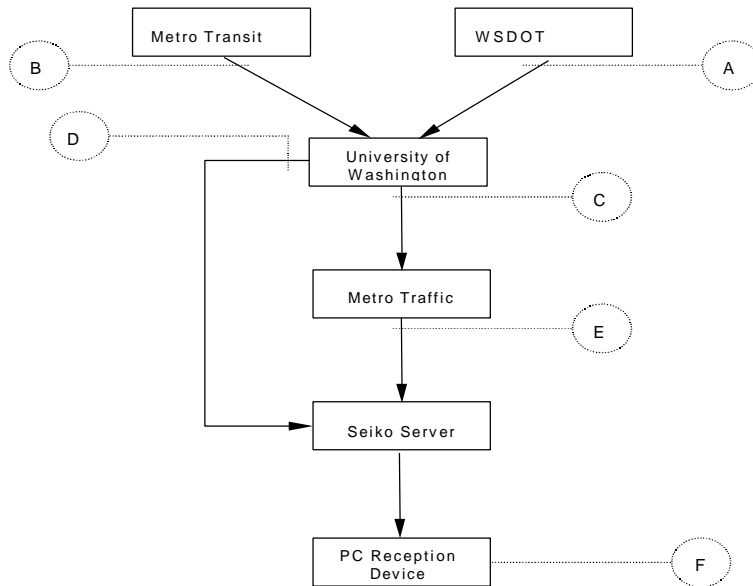 Metro Transit
WSDOT
B
A
D
University of
Washington
C
Metro Traffic
E
Seiko Server
PC Reception
Device
F